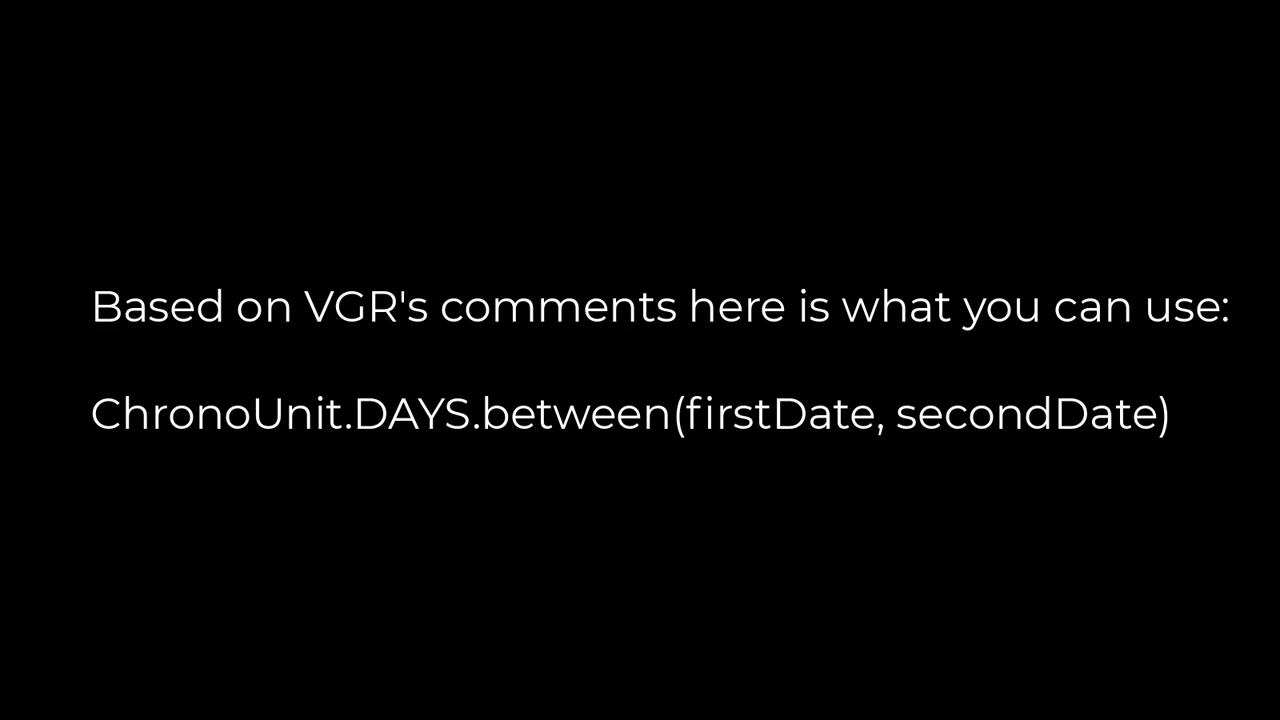 Based on VGR's comments here is what you can use:
ChronoUnit.DAYS.between(firstDate, secondDate)